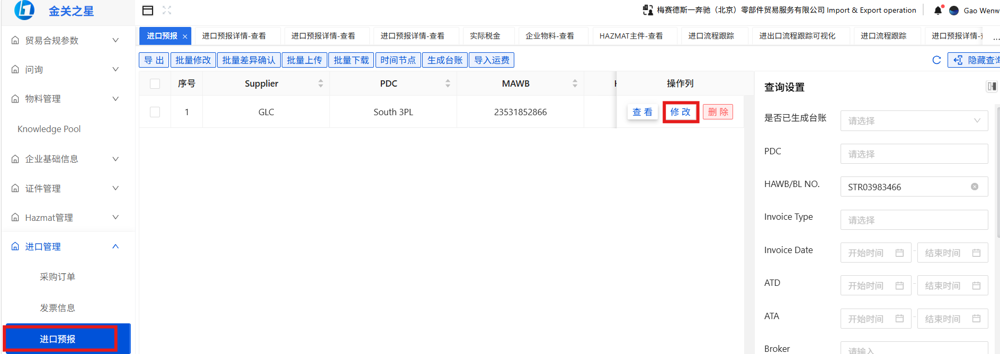 金关之星
梅赛德斯一奔驰（北京）零部件贸易服务有限公司 Import & Export operation
Gao Wenw
贸易合规参数
问询
物料管理
Knowledge Pool
企业基础信息
证件管理
Hazmat管理
进口管理
采购订单
发票信息
进口预报
进口预报 × 进口预报详情-查看 进口预报详情-查看 进口预报详情-查看 实际税金 企业物料-查看 HAZMAT主件-查看 进口流程跟踪 进出口流程跟踪可视化 进口流程跟踪 进口预报详情- ...
导 出 批量修改 批量差异确认 批量上传 批量下载 时间节点 生成台账 导入运费 隐藏查询
序号 Supplier PDC MAWB 操作列
1 GLC South 3PL 23531852866 查 看 修 改 删 除
查询设置
是否已生成台账 请选择
PDC 请选择
HAWB/BL NO. STR03983466
Invoice Type 请选择
Invoice Date 开始时间 - 结束时间
ATD 开始时间 - 结束时间
ATA 开始时间 - 结束时间
Broker 请输入